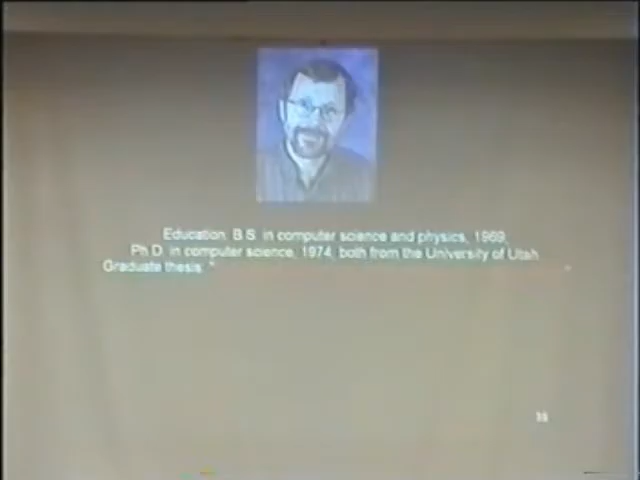 Education. B.S. in computer science and physics, 1969,
Ph.D. in computer science, 1974, both from the University of Utah
Graduate thesis: "